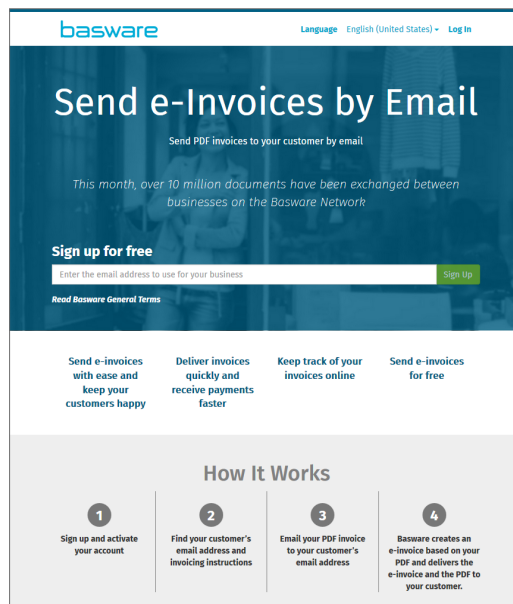 basware
Language English (United States) Log In
Send e-Invoices by Email
Send PDF invoices to your customer by email
This month, over 10 million documents have been exchanged between
businesses on the Basware Network
Sign up for free
Enter the email address to use for your business Sign Up
Read Basware General Terms
Send e-invoices
with ease and
keep your
customers happy
Deliver invoices
quickly and
receive payments
faster
Keep track of your
invoices online
Send e-invoices
for free
How It Works
1
Sign up and activate
your account
2
Find your customer's
email address and
invoicing instructions
3
Email your PDF invoice
to your customer's
email address
4
Basware creates an
e-invoice based on your
PDF and delivers the
e-invoice and the PDF to
your customer.